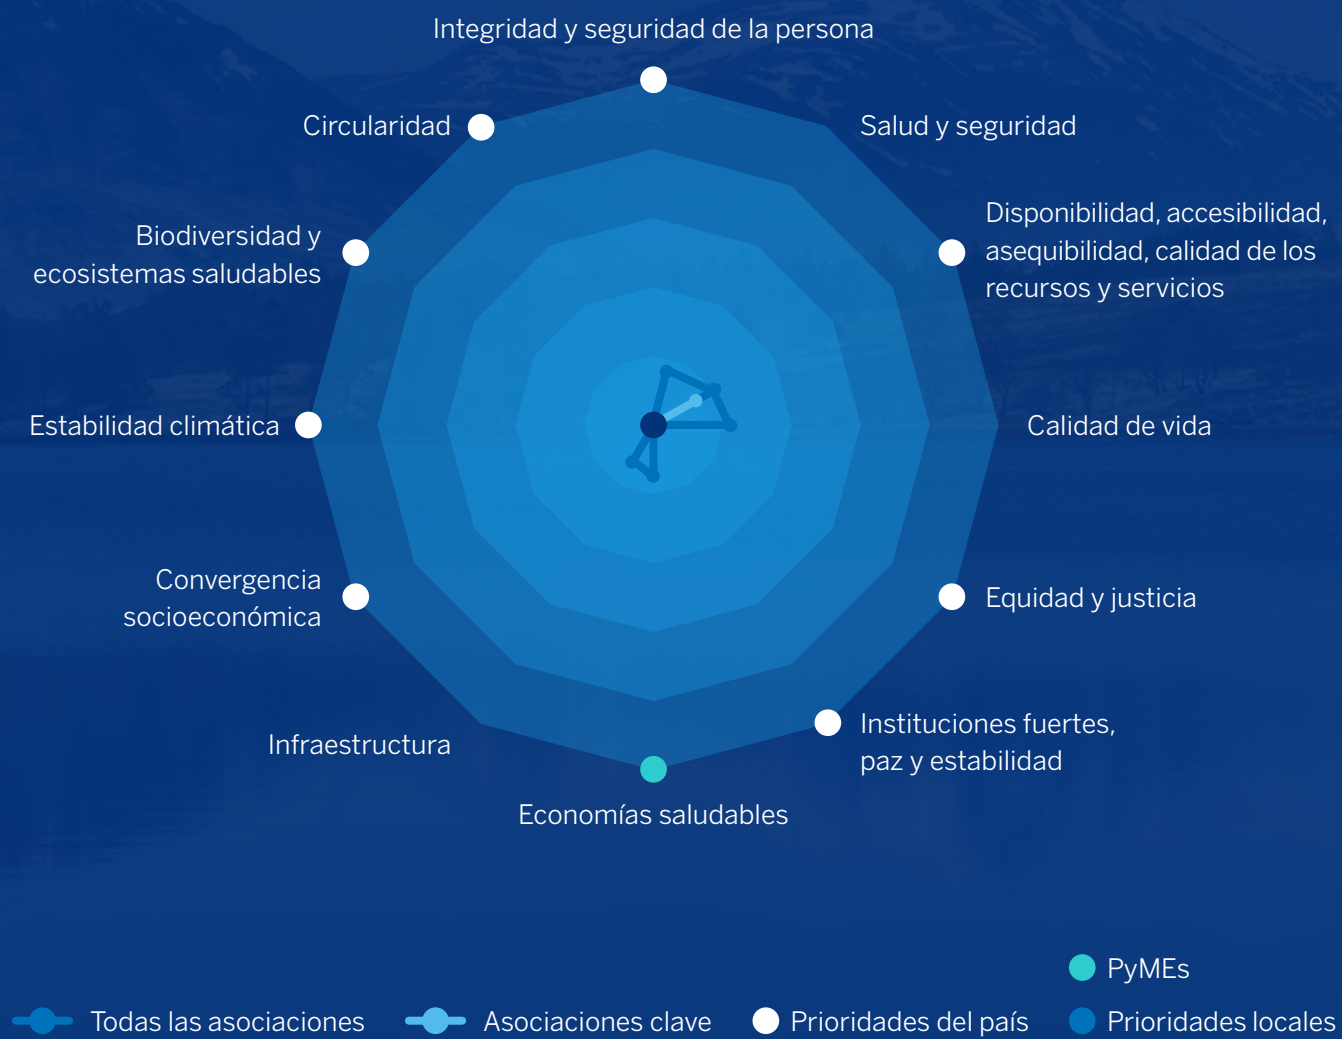 Integridad y seguridad de la persona
Circularidad
Salud y seguridad
Disponibilidad, accesibilidad,
asequibilidad, calidad de los
recursos y servicios
Biodiversidad y
ecosistemas saludables
Estabilidad climática
Calidad de vida
Convergencia
socioeconómica
Equidad y justicia
Infraestructura
Instituciones fuertes,
paz y estabilidad
Economías saludables
PyMEs
Todas las asociaciones
Asociaciones clave
Prioridades del país
Prioridades locales